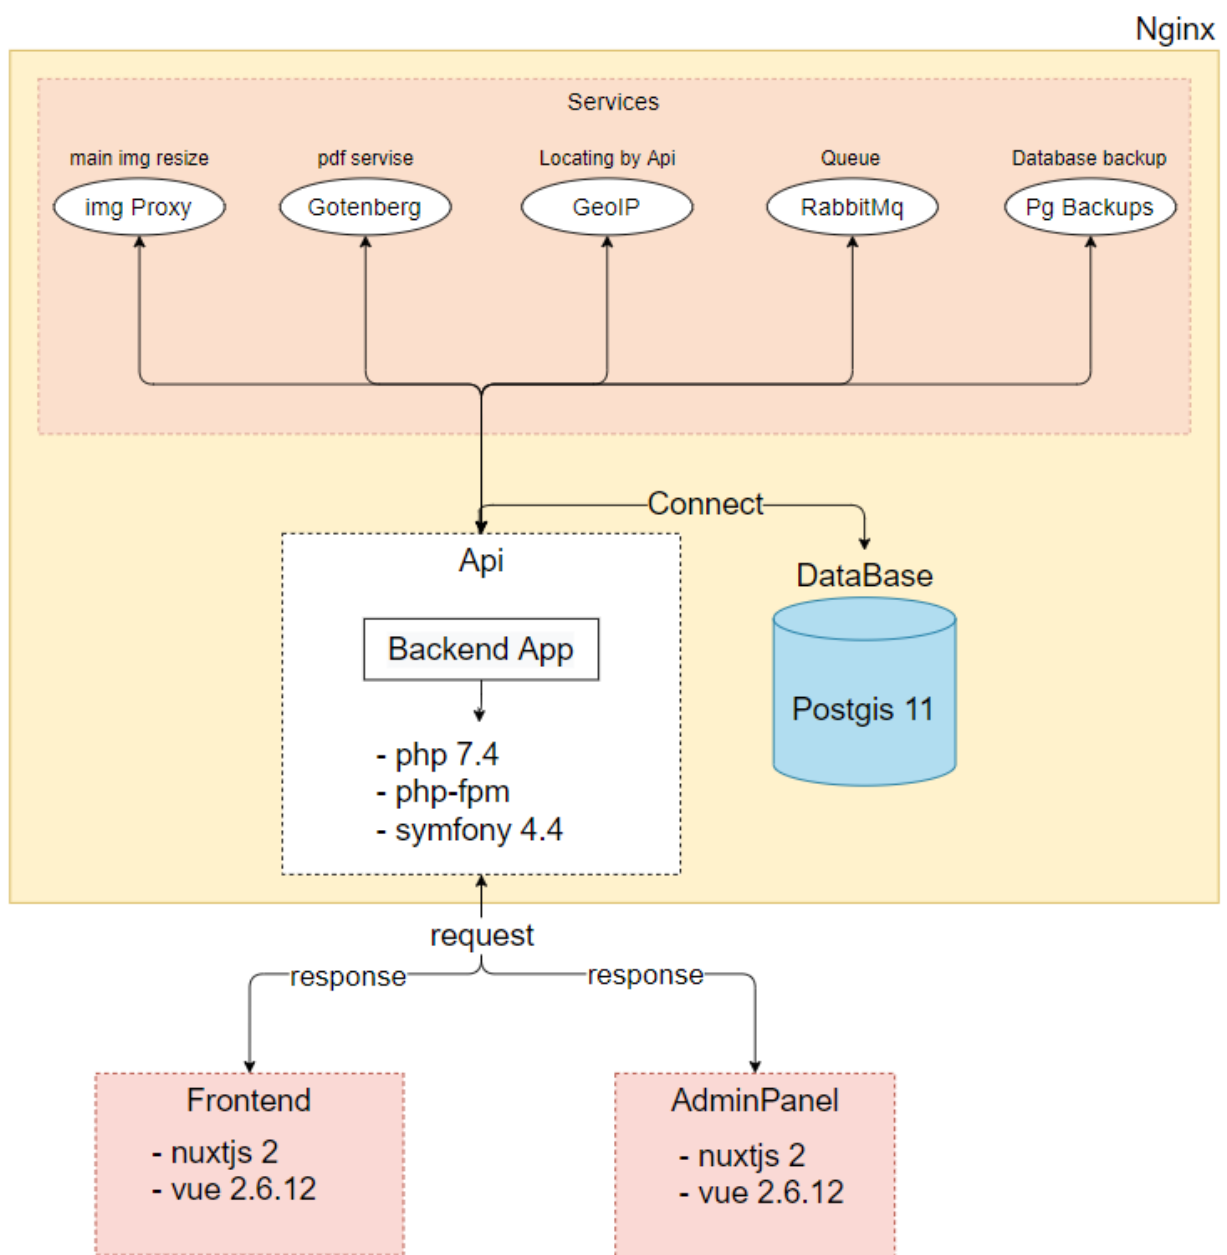 Nginx
Services
main img resize
img Proxy
pdf servise
Gotenberg
Locating by Api
GeoIP
Queue
RabbitMq
Database backup
Pg Backups
Connect
Api
Backend App
- php 7.4
- php-fpm
- symfony 4.4
DataBase
Postgis 11
request
response
response
Frontend
- nuxtjs 2
- vue 2.6.12
AdminPanel
- nuxtjs 2
- vue 2.6.12